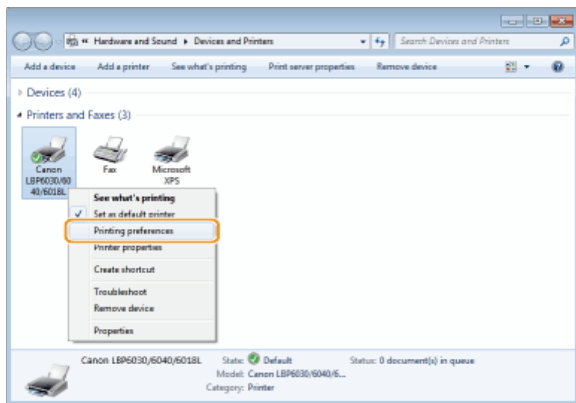 « Hardware and Sound ▸ Devices and Printers
Search Devices and Printers
Add a device Add a printer See what's printing Print server properties Remove device
Devices (4)
Printers and Faxes (3)
Canon
LBP6030/60
40/6018L
Fax
Microsoft
XPS
See what's printing
Set as default printer
Printing preferences
Printer properties
Create shortcut
Troubleshoot
Remove device
Properties
Canon LBP6030/6040/6018L State: Default Status: 0 document(s) in queue
Model: Canon LBP6030/6040/6...
Category: Printer